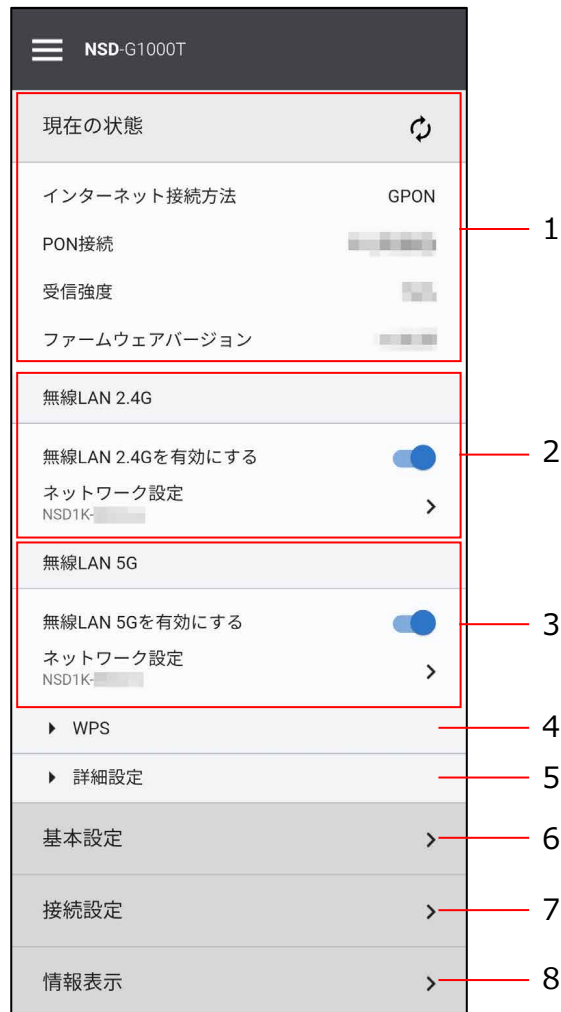 NSD-G1000T
現在の状態
インターネット接続方法 GPON
PON接続
1
受信強度
ファームウェアバージョン
無線LAN 2.4G
無線LAN 2.4Gを有効にする
2
ネットワーク設定
NSD1K-
無線LAN 5G
無線LAN 5Gを有効にする
3
ネットワーク設定
NSD1K-
WPS
4
詳細設定
5
基本設定
6
接続設定
7
情報表示
8